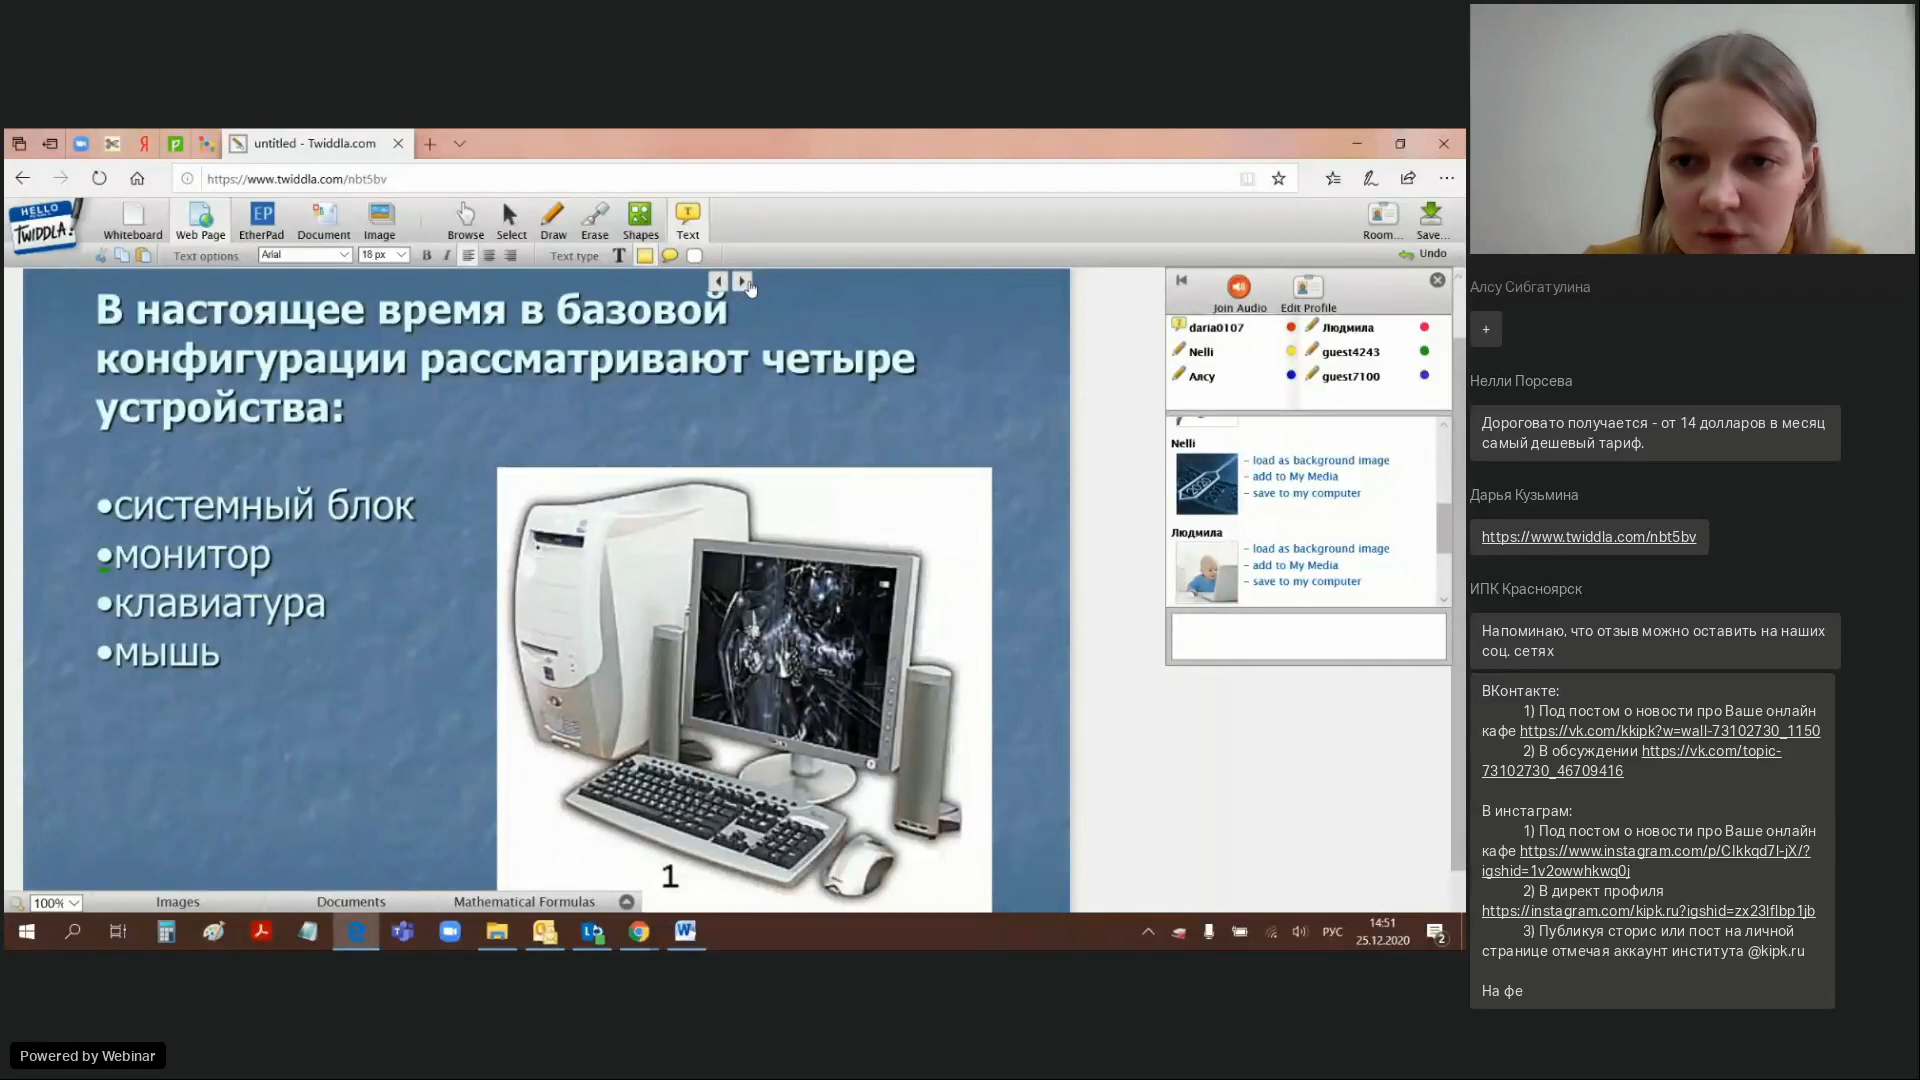 untitled - Twiddla.com
https://www.twiddla.com/nbt5bv
HELLO
TWIDDLA!
Whiteboard
Web Page
EP
EtherPad
Document
Image
Browse
Select
Draw
Erase
Shapes
Text
Room...
Save...
Text options
Arial
18 px
B
I
Text type
T
Undo
В настоящее время в базовой
конфигурации рассматривают четыре
устройства:
•системный блок
•монитор
•клавиатура
•мышь
1
Join Audio
Edit Profile
daria0107
Людмила
Nelli
guest4243
Алсу
guest7100
Nelli
– load as background image
– add to My Media
– save to my computer
Людмила
– load as background image
– add to My Media
– save to my computer
100%
Images
Documents
Mathematical Formulas
РУС
14:51
25.12.2020
2
Алсу Сибгатулина
+
Нелли Порсева
Дороговато получается - от 14 долларов в месяц
самый дешевый тариф.
Дарья Кузьмина
https://www.twiddla.com/nbt5bv
ИПК Красноярск
Напоминаю, что отзыв можно оставить на наших
соц. сетях
ВКонтакте:
1) Под постом о новости про Ваше онлайн
кафе https://vk.com/kkipk?w=wall-73102730_1150
2) В обсуждении https://vk.com/topic-
73102730_46709416
В инстаграм:
1) Под постом о новости про Ваше онлайн
кафе https://www.instagram.com/p/CIkkqd7l-jX/?
igshid=1v2owwhkwq0j
2) В директ профиля
https://instagram.com/kipk.ru?igshid=zx23lflbp1jb
3) Публикуя сторис или пост на личной
странице отмечая аккаунт института @kipk.ru
На фе
Powered by Webinar